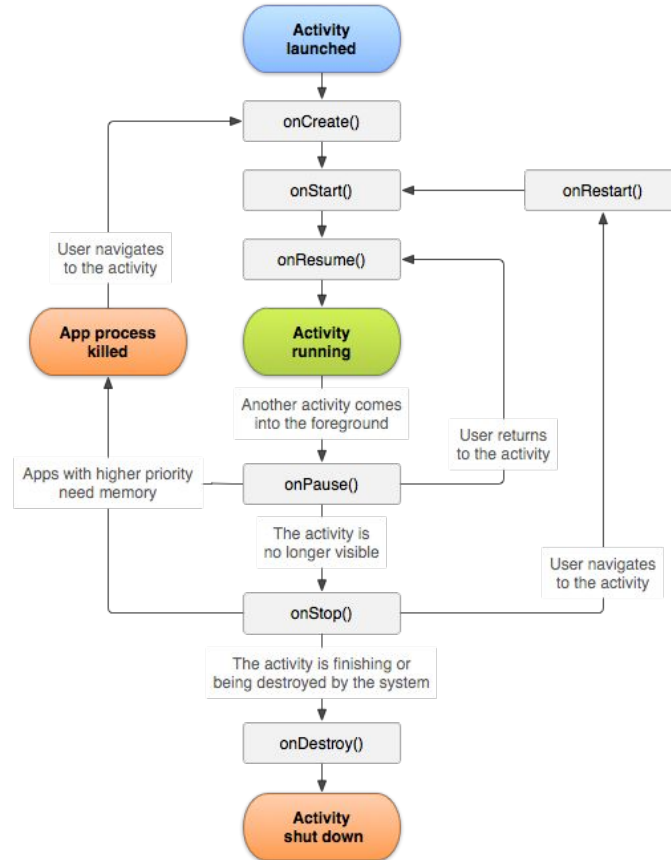 Activity
launched
onCreate()
onStart()
onRestart()
User navigates
to the activity
onResume()
App process
killed
Activity
running
Another activity comes
into the foreground
User returns
to the activity
Apps with higher priority
need memory
onPause()
The activity is
no longer visible
User navigates
to the activity
onStop()
The activity is finishing or
being destroyed by the system
onDestroy()
Activity
shut down